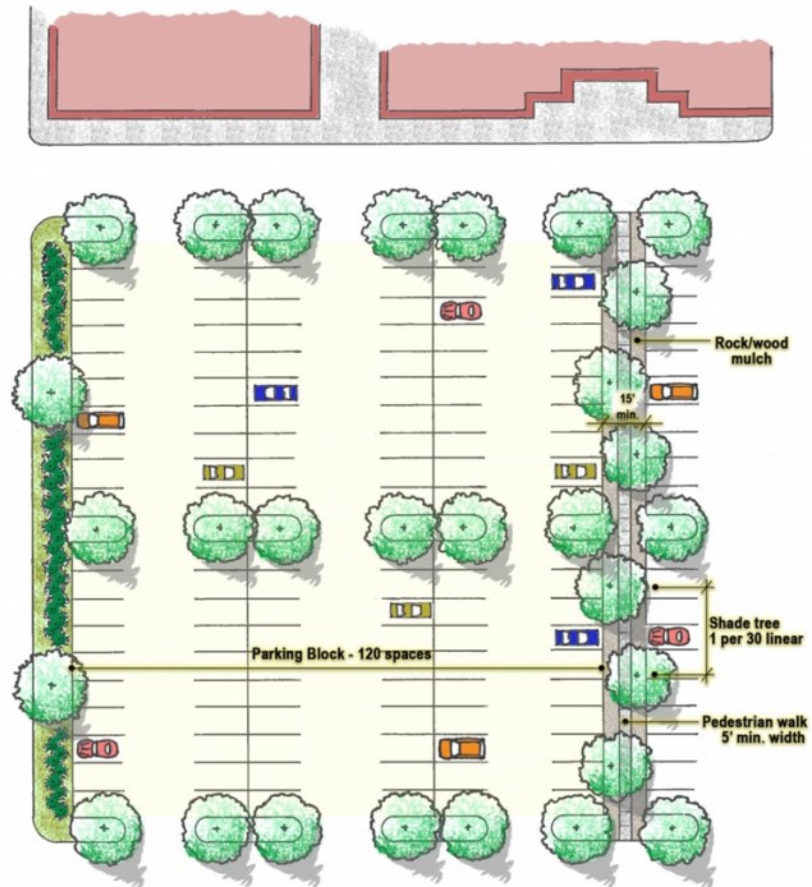 Rock/wood
mulch
15'
min.
Shade tree
1 per 30 linear
Parking Block - 120 spaces
Pedestrian walk
5' min. width